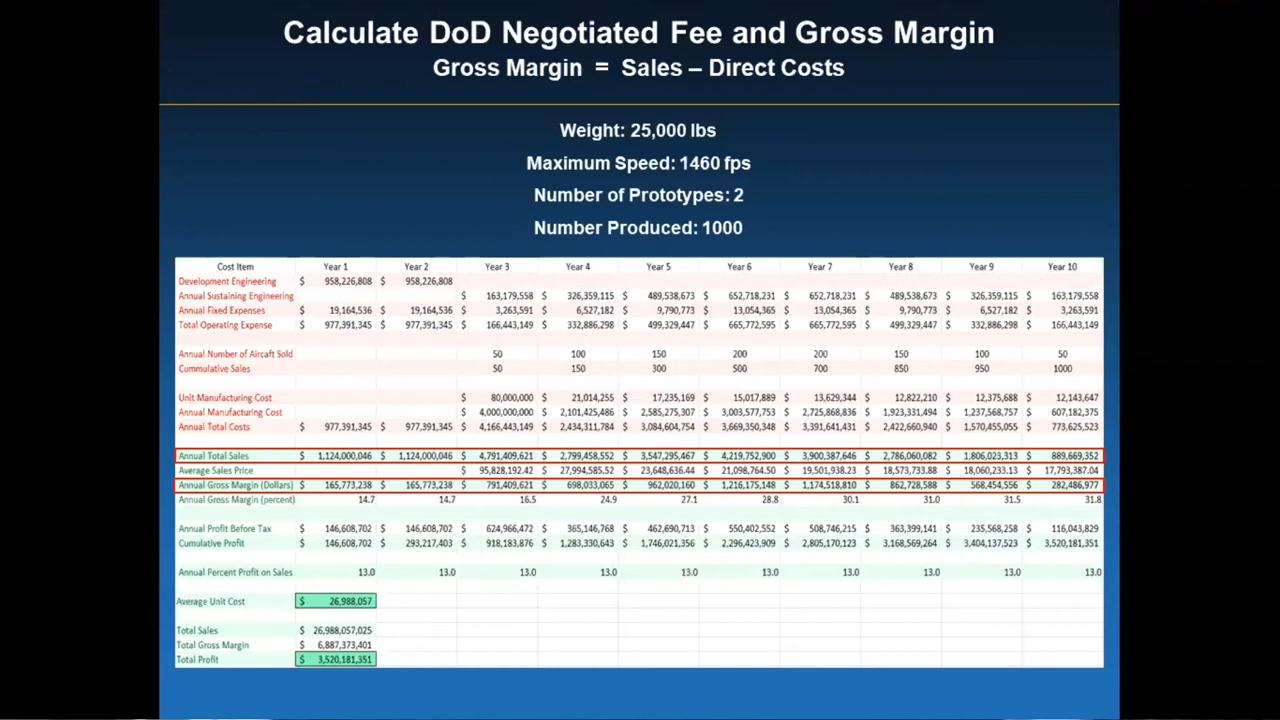 Calculate DoD Negotiated Fee and Gross Margin
Gross Margin = Sales – Direct Costs
Weight: 25,000 lbs
Maximum Speed: 1460 fps
Number of Prototypes: 2
Number Produced: 1000
Cost Item Year 1 Year 2 Year 3 Year 4 Year 5 Year 6 Year 7 Year 8 Year 9 Year 10
Development Engineering $ 958,226,808 $ 958,226,808
Annual Sustaining Engineering $ 163,179,558 $ 326,359,115 $ 489,538,673 $ 652,718,231 $ 652,718,231 $ 489,538,673 $ 326,359,115 $ 163,179,558
Annual Fixed Expenses $ 19,164,536 $ 19,164,536 $ 3,263,591 $ 6,527,182 $ 9,790,773 $ 13,054,365 $ 13,054,365 $ 9,790,773 $ 6,527,182 $ 3,263,591
Total Operating Expense $ 977,391,345 $ 977,391,345 $ 166,443,149 $ 332,886,298 $ 499,329,447 $ 665,772,595 $ 665,772,595 $ 499,329,447 $ 332,886,298 $ 166,443,149
Annual Number of Aircaft Sold 50 100 150 200 200 150 100 50
Cummulative Sales 50 150 300 500 700 850 950 1000
Unit Manufacturing Cost $ 80,000,000 $ 21,014,255 $ 17,235,169 $ 15,017,889 $ 13,629,344 $ 12,822,210 $ 12,375,688 $ 12,143,647
Annual Manufacturing Cost $ 4,000,000,000 $ 2,101,425,486 $ 2,585,275,307 $ 3,003,577,753 $ 2,725,868,836 $ 1,923,331,494 $ 1,237,568,757 $ 607,182,375
Annual Total Costs $ 977,391,345 $ 977,391,345 $ 4,166,443,149 $ 2,434,311,784 $ 3,084,604,754 $ 3,669,350,348 $ 3,391,641,431 $ 2,422,660,940 $ 1,570,455,055 $ 773,625,523
Annual Total Sales $ 1,124,000,046 $ 1,124,000,046 $ 4,791,409,621 $ 2,799,458,552 $ 3,547,295,467 $ 4,219,752,900 $ 3,900,387,646 $ 2,786,060,082 $ 1,806,023,313 $ 889,669,352
Average Sales Price $ 95,828,192.42 $ 27,994,585.52 $ 23,648,636.44 $ 21,098,764.50 $ 19,501,938.23 $ 18,573,733.88 $ 18,060,233.13 $ 17,793,387.04
Annual Gross Margin (Dollars) $ 165,773,238 $ 165,773,238 $ 791,409,621 $ 698,033,065 $ 962,020,160 $ 1,216,175,148 $ 1,174,518,810 $ 862,728,588 $ 568,454,556 $ 282,486,977
Annual Gross Margin (percent) 14.7 14.7 16.5 24.9 27.1 28.8 30.1 31.0 31.5 31.8
Annual Profit Before Tax $ 146,608,702 $ 146,608,702 $ 624,966,472 $ 365,146,768 $ 462,690,713 $ 550,402,552 $ 508,746,215 $ 363,399,141 $ 235,568,258 $ 116,043,829
Cumulative Profit $ 146,608,702 $ 293,217,403 $ 918,183,876 $ 1,283,330,643 $ 1,746,021,356 $ 2,296,423,909 $ 2,805,170,123 $ 3,168,569,264 $ 3,404,137,523 $ 3,520,181,351
Annual Percent Profit on Sales 13.0 13.0 13.0 13.0 13.0 13.0 13.0 13.0 13.0 13.0
Average Unit Cost $ 26,988,057
Total Sales $ 26,988,057,025
Total Gross Margin $ 6,887,373,401
Total Profit $ 3,520,181,351